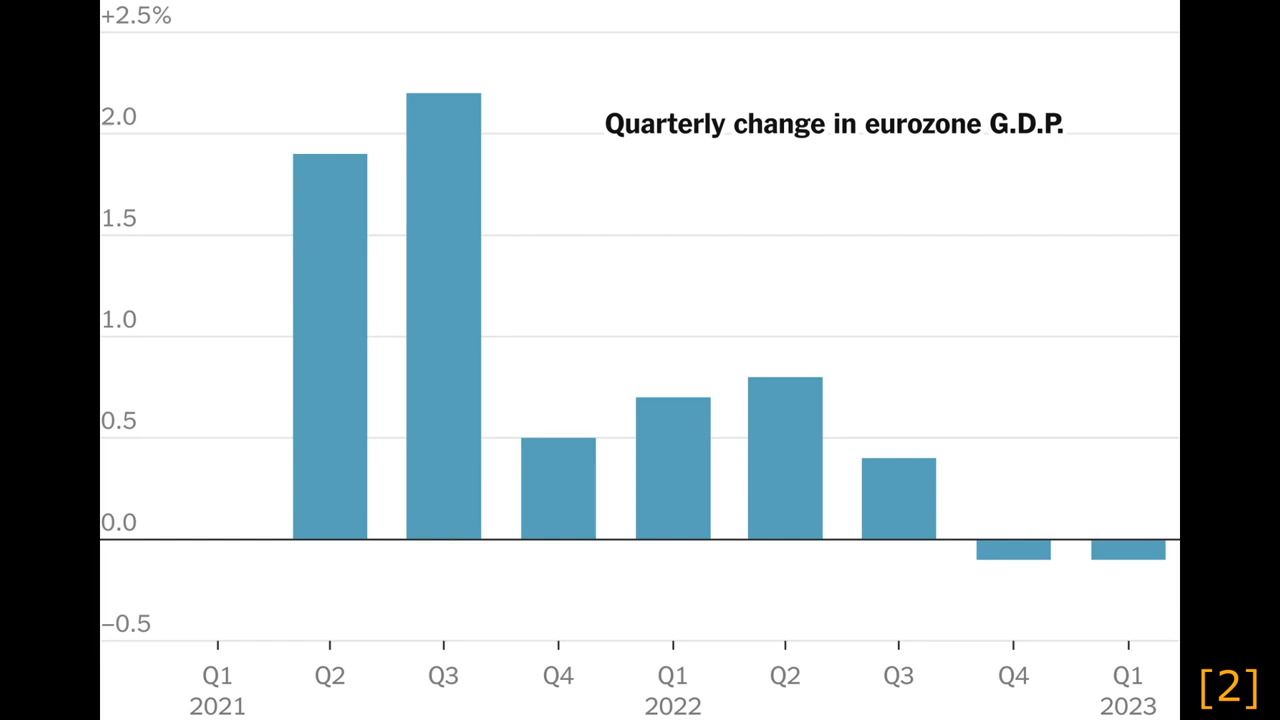 +2.5%
2.0
Quarterly change in eurozone G.D.P.
1.5
1.0
0.5
0.0
–0.5
Q1 Q2 Q3 Q4 Q1 Q2 Q3 Q4 Q1
2021 2022 2023
[2]